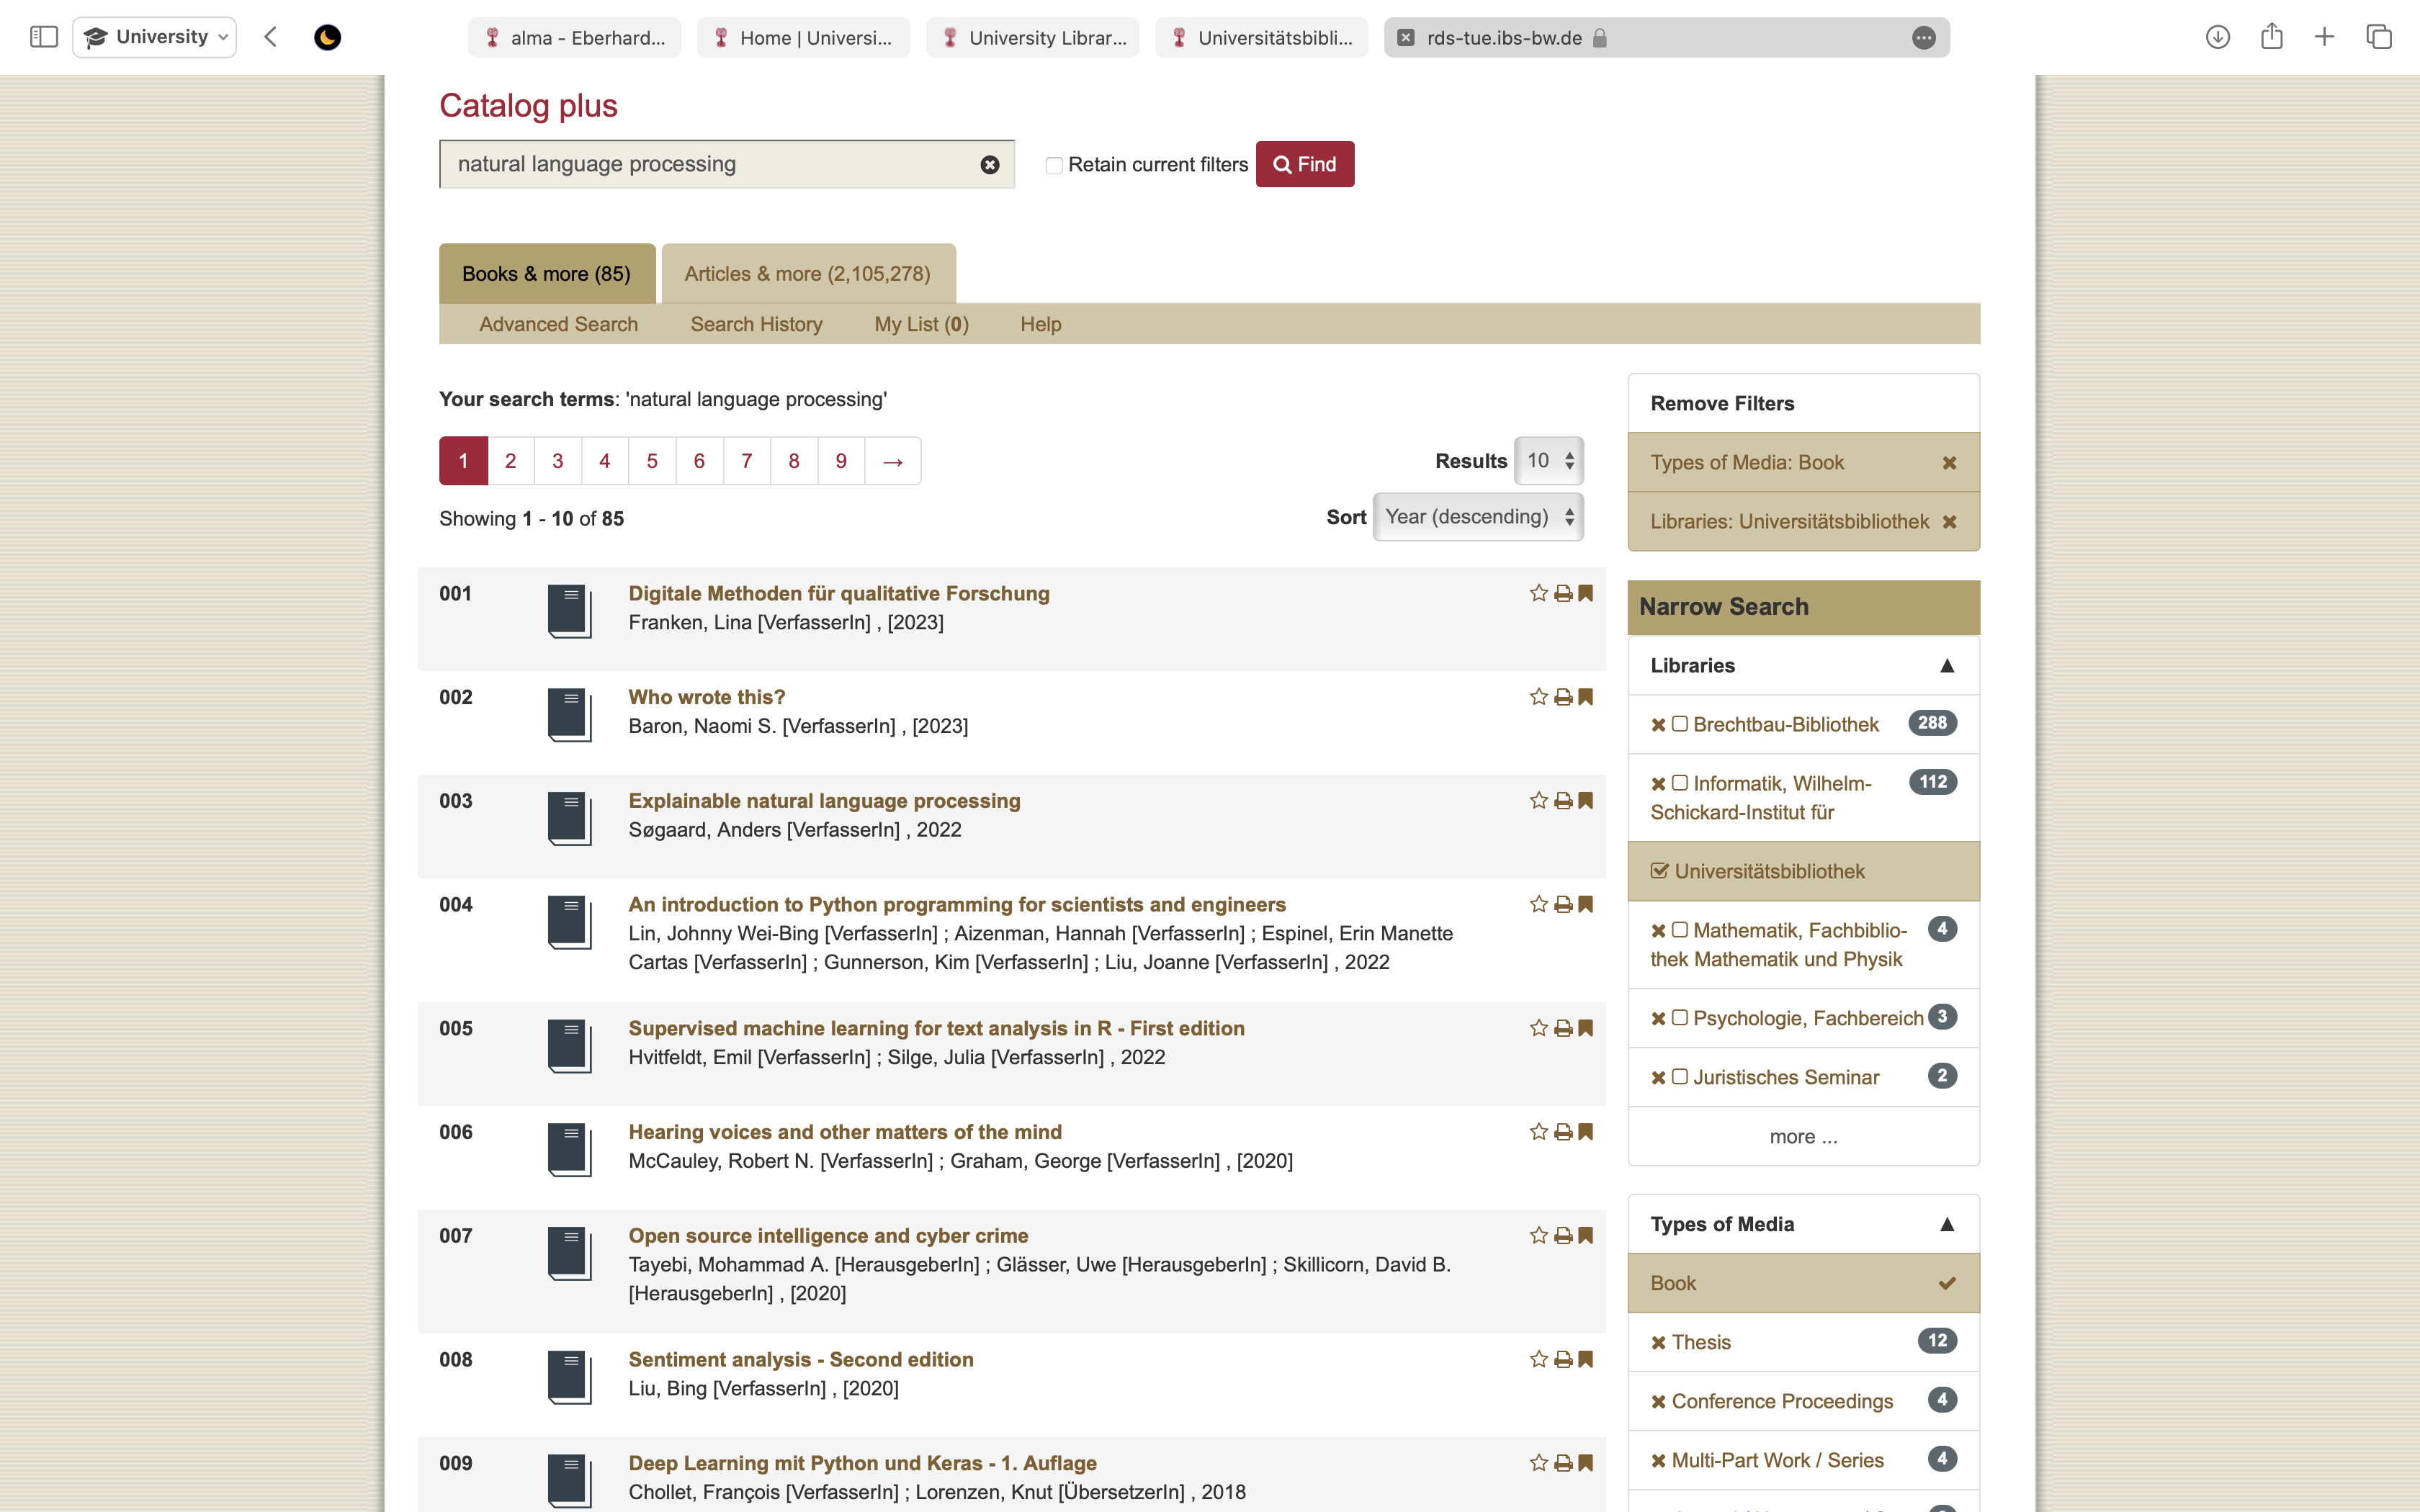 University
alma - Eberhard...
Home | Universi...
University Librar...
Universitätsbibli...
rds-tue.ibs-bw.de
Catalog plus
natural language processing
Retain current filters
Find
Books & more (85)
Articles & more (2,105,278)
Advanced Search
Search History
My List (0)
Help
Your search terms: 'natural language processing'
1 2 3 4 5 6 7 8 9 →
Results 10
Showing 1 - 10 of 85
Sort Year (descending)
001
Digitale Methoden für qualitative Forschung
Franken, Lina [VerfasserIn] , [2023]
002
Who wrote this?
Baron, Naomi S. [VerfasserIn] , [2023]
003
Explainable natural language processing
Søgaard, Anders [VerfasserIn] , 2022
004
An introduction to Python programming for scientists and engineers
Lin, Johnny Wei-Bing [VerfasserIn] ; Aizenman, Hannah [VerfasserIn] ; Espinel, Erin Manette
Cartas [VerfasserIn] ; Gunnerson, Kim [VerfasserIn] ; Liu, Joanne [VerfasserIn] , 2022
005
Supervised machine learning for text analysis in R - First edition
Hvitfeldt, Emil [VerfasserIn] ; Silge, Julia [VerfasserIn] , 2022
006
Hearing voices and other matters of the mind
McCauley, Robert N. [VerfasserIn] ; Graham, George [VerfasserIn] , [2020]
007
Open source intelligence and cyber crime
Tayebi, Mohammad A. [HerausgeberIn] ; Glässer, Uwe [HerausgeberIn] ; Skillicorn, David B.
[HerausgeberIn] , [2020]
008
Sentiment analysis - Second edition
Liu, Bing [VerfasserIn] , [2020]
009
Deep Learning mit Python und Keras - 1. Auflage
Chollet, François [VerfasserIn] ; Lorenzen, Knut [ÜbersetzerIn] , 2018
Remove Filters
Types of Media: Book
Libraries: Universitätsbibliothek
Narrow Search
Libraries
Brechtbau-Bibliothek 288
Informatik, Wilhelm- 112
Schickard-Institut für
Universitätsbibliothek
Mathematik, Fachbiblio- 4
thek Mathematik und Physik
Psychologie, Fachbereich 3
Juristisches Seminar 2
more ...
Types of Media
Book
Thesis 12
Conference Proceedings 4
Multi-Part Work / Series 4